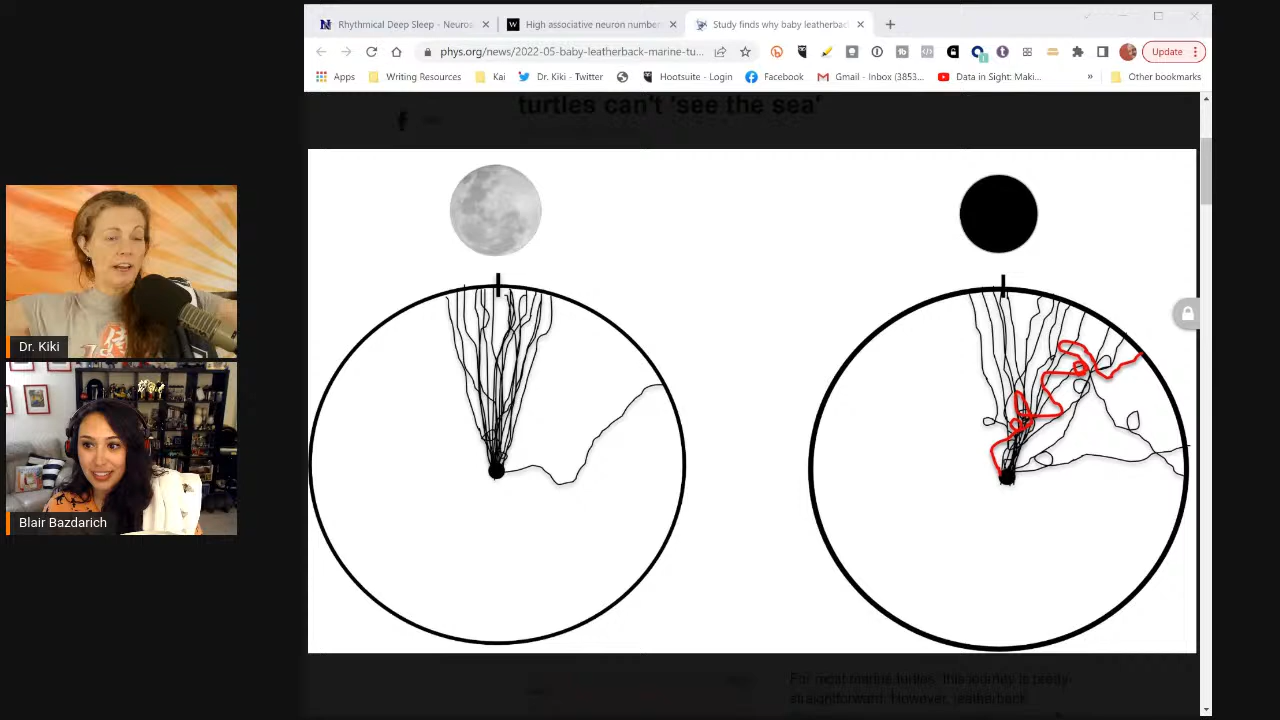 Rhythmical Deep Sleep - Neuros
High associative neuron number
Study finds why baby leatherbac
phys.org/news/2022-05-baby-leatherback-marine-tu...
Update
Apps
Writing Resources
Kai
Dr. Kiki - Twitter
Hootsuite - Login
Facebook
Gmail - Inbox (3853...
Data in Sight: Maki...
»
Other bookmarks
turtles can't 'see the sea'
Dr. Kiki
Blair Bazdarich
For most marine turtles, this journey is pretty
straightforward. However, leatherback